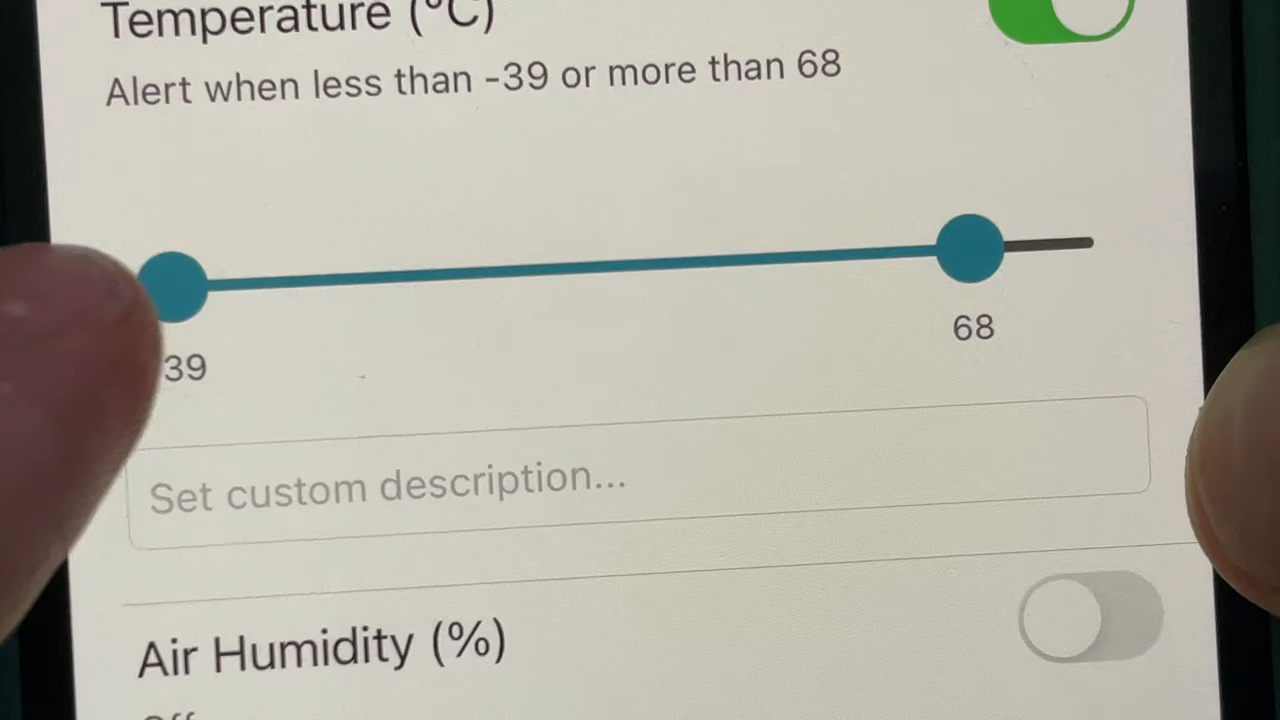 Temperature (°C)
Alert when less than -39 or more than 68
39
68
Set custom description...
Air Humidity (%)